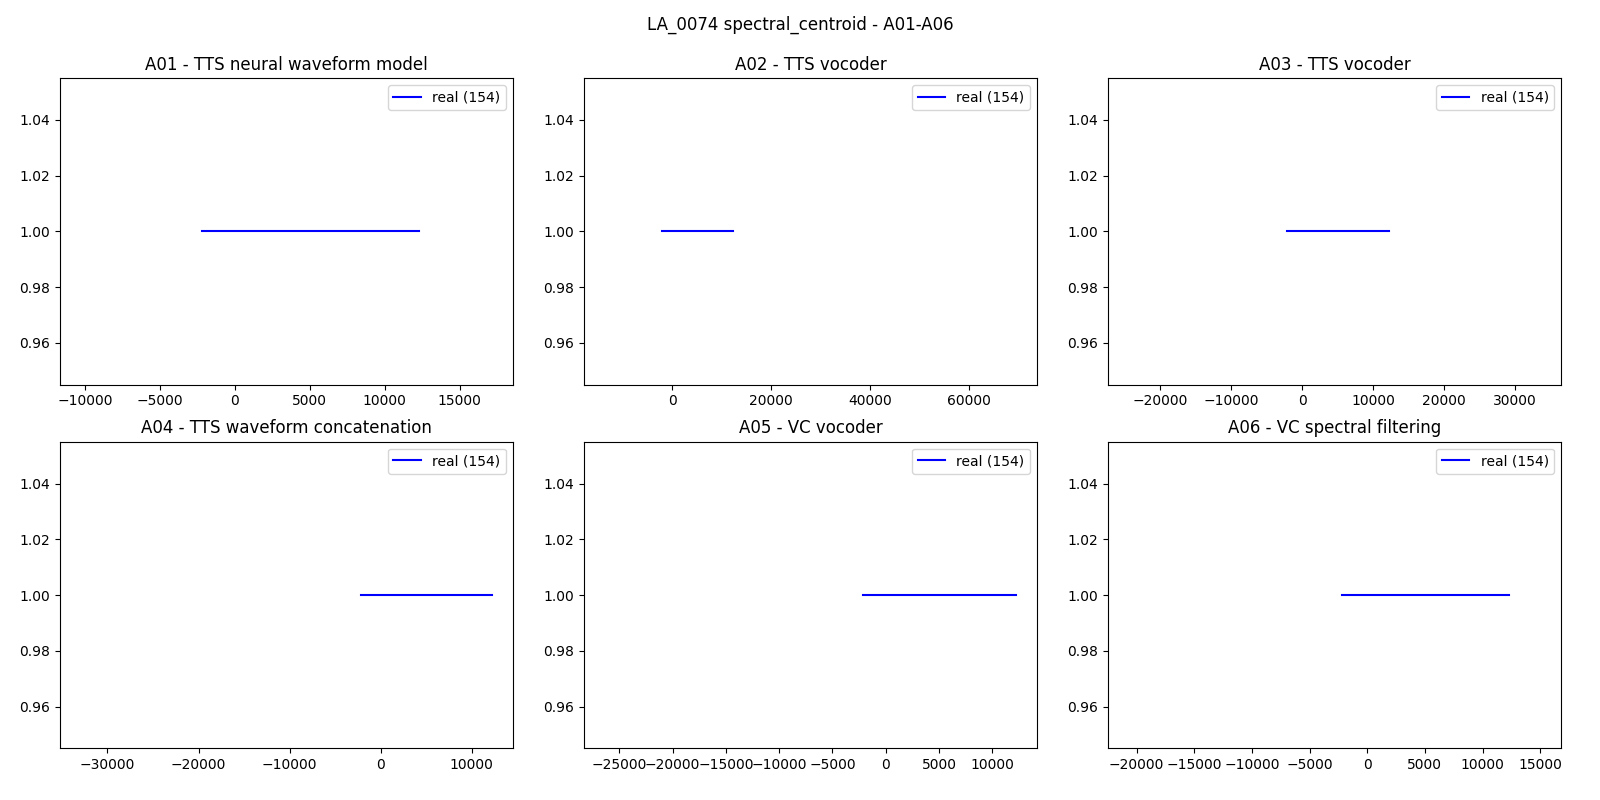 LA_0074 spectral_centroid - A01-A06
A01 - TTS neural waveform model
A02 - TTS vocoder
A03 - TTS vocoder
real (154)
real (154)
real (154)
1.04
1.02
1.00
0.98
0.96
1.04
1.02
1.00
0.98
0.96
1.04
1.02
1.00
0.98
0.96
−10000 −5000 0 5000 10000 15000
0 20000 40000 60000
−20000 −10000 0 10000 20000 30000
A04 - TTS waveform concatenation
A05 - VC vocoder
A06 - VC spectral filtering
real (154)
real (154)
real (154)
1.04
1.02
1.00
0.98
0.96
1.04
1.02
1.00
0.98
0.96
1.04
1.02
1.00
0.98
0.96
−30000 −20000 −10000 0 10000
−25000 −20000 −15000 −10000 −5000 0 5000 10000
−20000 −15000 −10000 −5000 0 5000 10000 15000